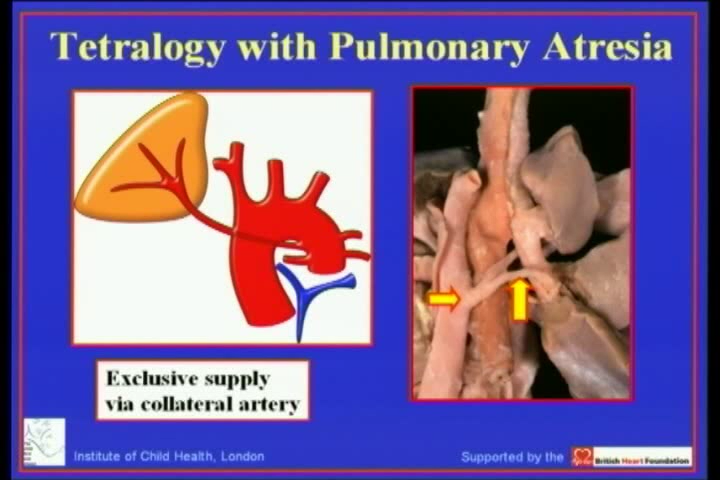 Tetralogy with Pulmonary Atresia
Exclusive supply
via collateral artery
Institute of Child Health, London
Supported by the
British Heart Foundation